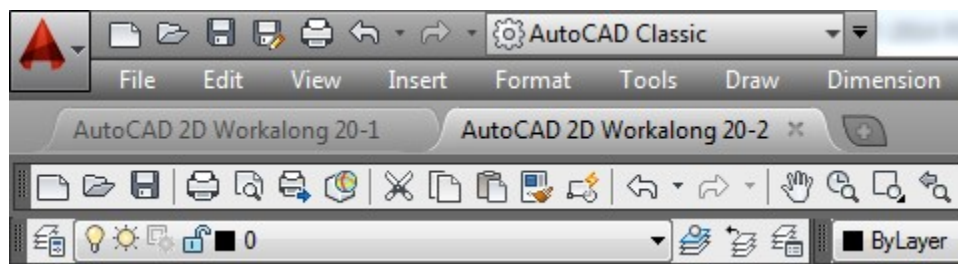 AutoCAD Classic
File Edit View Insert Format Tools Draw Dimension
AutoCAD 2D Workalong 20-1 AutoCAD 2D Workalong 20-2
0 ByLayer